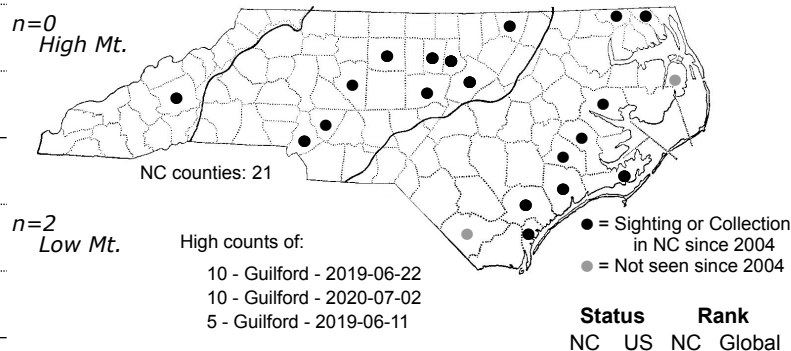 n=0
High Mt.
NC counties: 21
n=2
Low Mt.
High counts of:
10 - Guilford - 2019-06-22
10 - Guilford - 2020-07-02
5 - Guilford - 2019-06-11
= Sighting or Collection
in NC since 2004
= Not seen since 2004
Status Rank
NC US NC Global